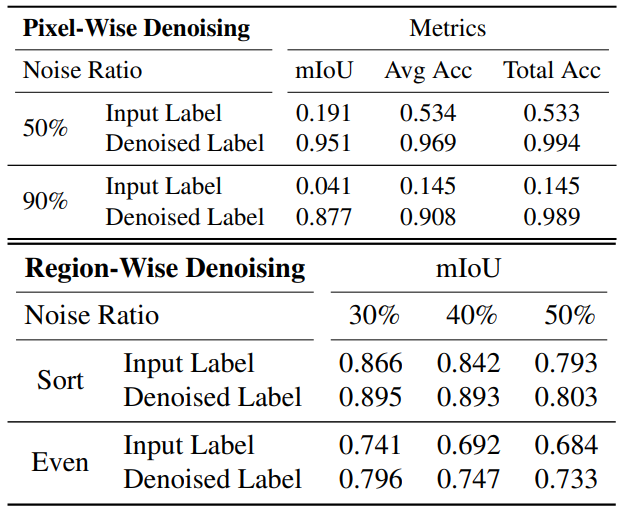 Pixel-Wise Denoising Metrics
Noise Ratio mIoU Avg Acc Total Acc
50% Input Label 0.191 0.534 0.533
Denoised Label 0.951 0.969 0.994
90% Input Label 0.041 0.145 0.145
Denoised Label 0.877 0.908 0.989
Region-Wise Denoising mIoU
Noise Ratio 30% 40% 50%
Sort Input Label 0.866 0.842 0.793
Denoised Label 0.895 0.893 0.803
Even Input Label 0.741 0.692 0.684
Denoised Label 0.796 0.747 0.733